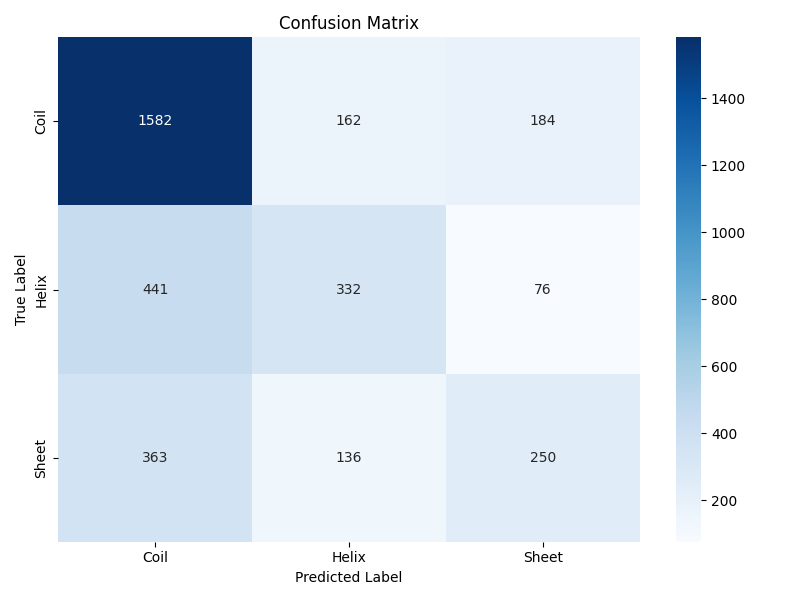 Confusion Matrix
True Label
Coil
1582 162 184
Helix
441 332 76
Sheet
363 136 250
Coil Helix Sheet
Predicted Label
1400
1200
1000
800
600
400
200